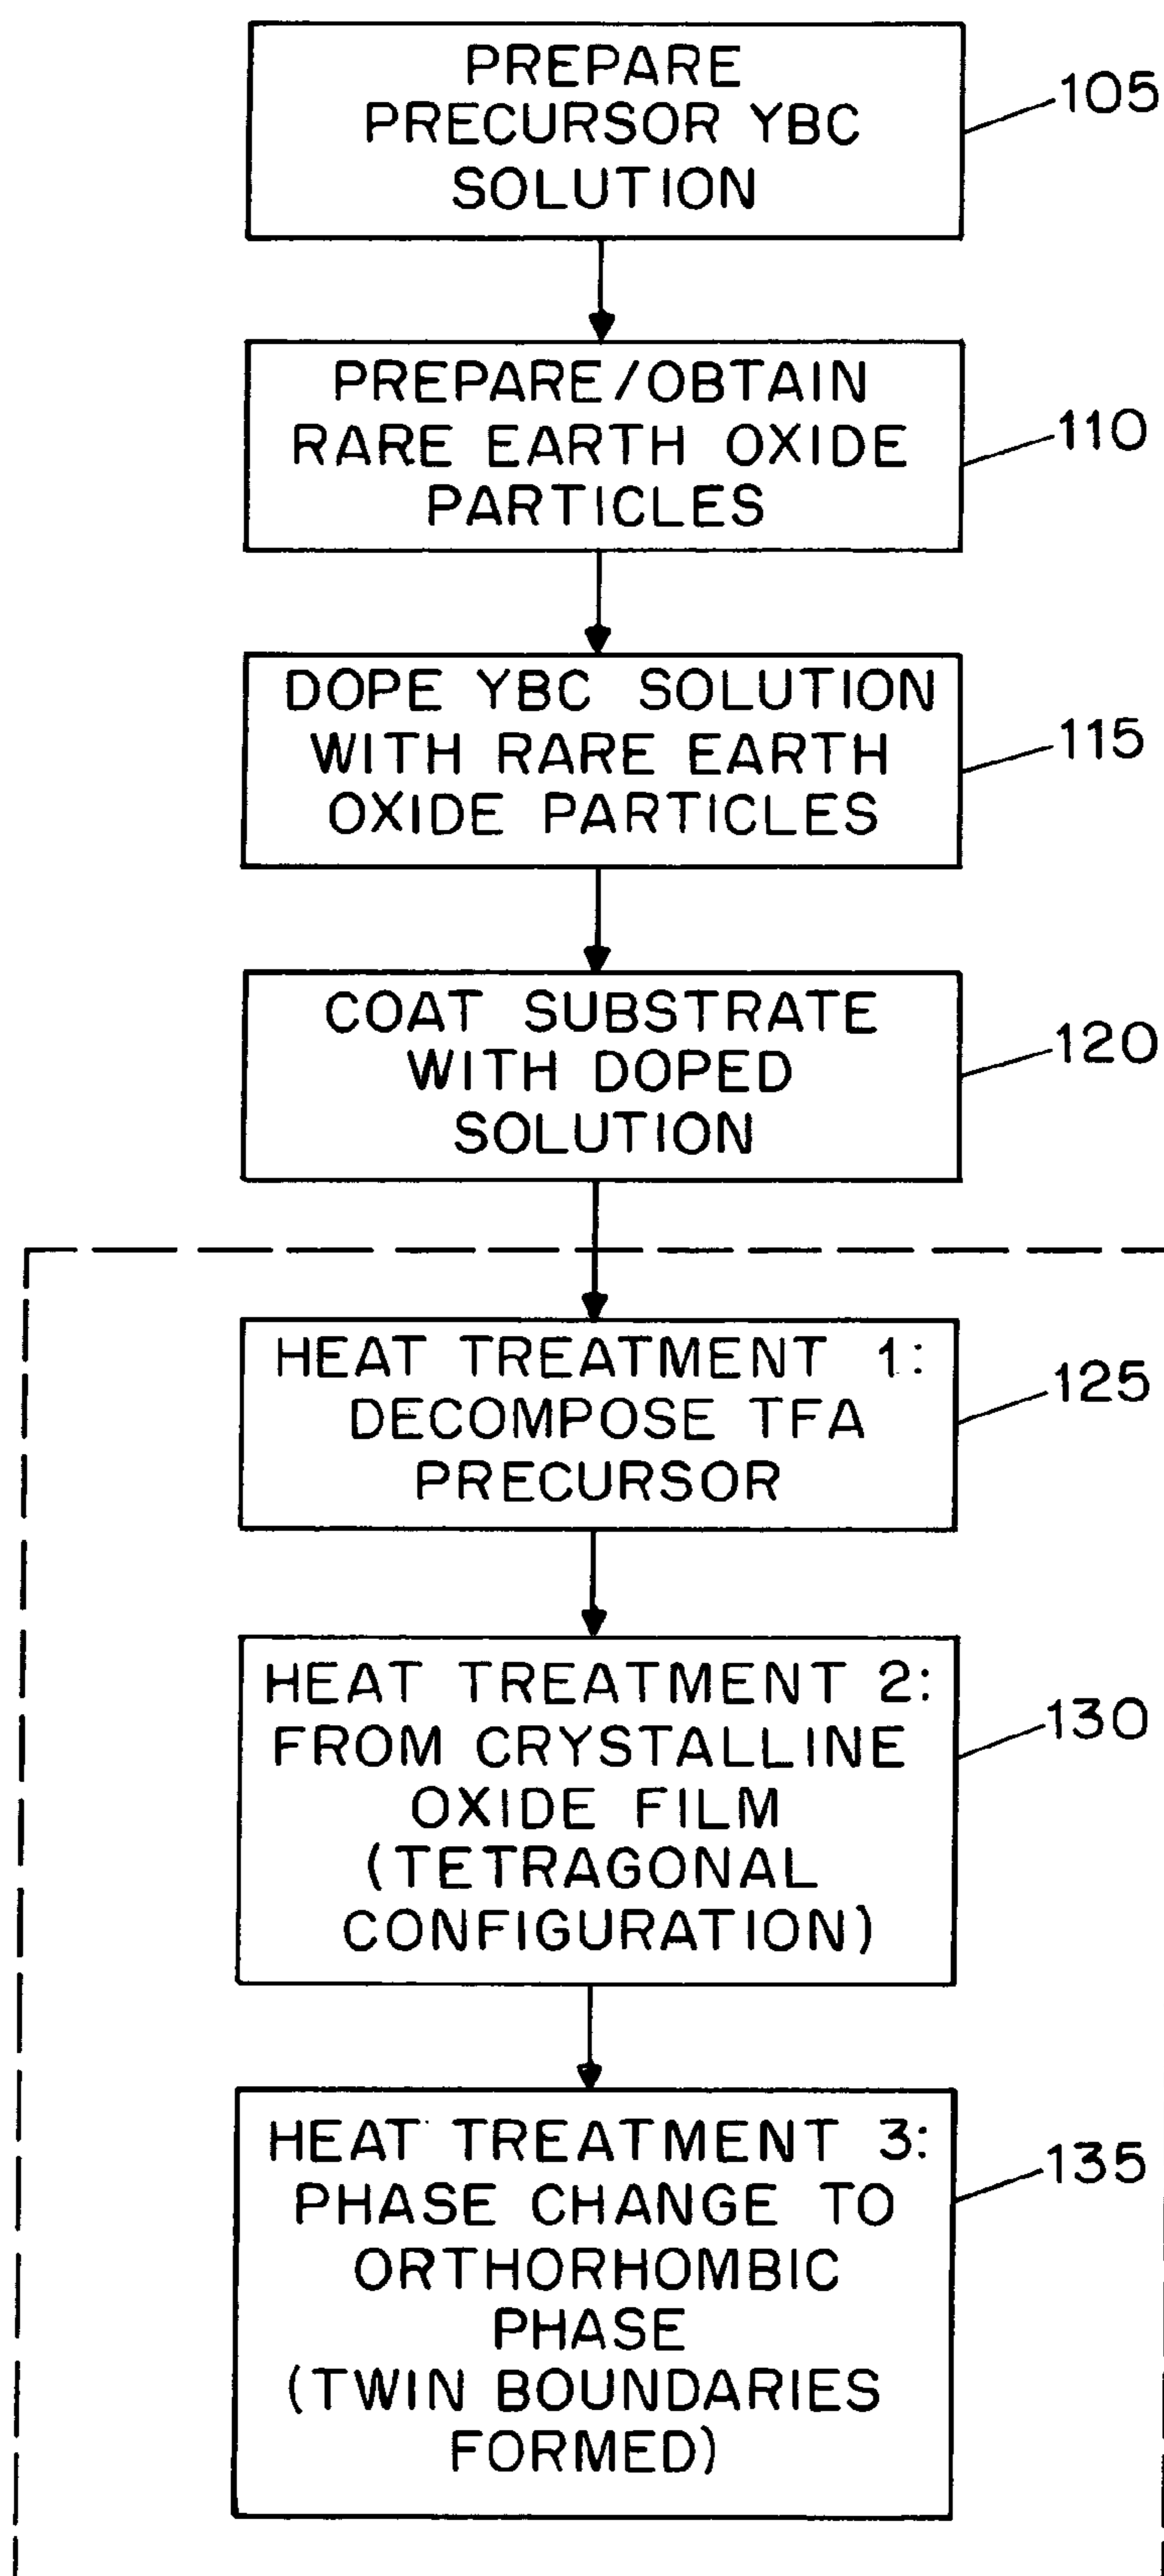 PREPARE
PRECURSOR YBC
SOLUTION
105
PREPARE/OBTAIN
RARE EARTH OXIDE
PARTICLES
110
DOPE YBC SOLUTION
WITH RARE EARTH
OXIDE PARTICLES
115
COAT SUBSTRATE
WITH DOPED
SOLUTION
120
HEAT TREATMENT 1:
DECOMPOSE TFA
PRECURSOR
125
HEAT TREATMENT 2:
FROM CRYSTALLINE
OXIDE FILM
(TETRAGONAL
CONFIGURATION)
130
HEAT TREATMENT 3:
PHASE CHANGE TO
ORTHORHOMBIC
PHASE
(TWIN BOUNDARIES
FORMED)
135